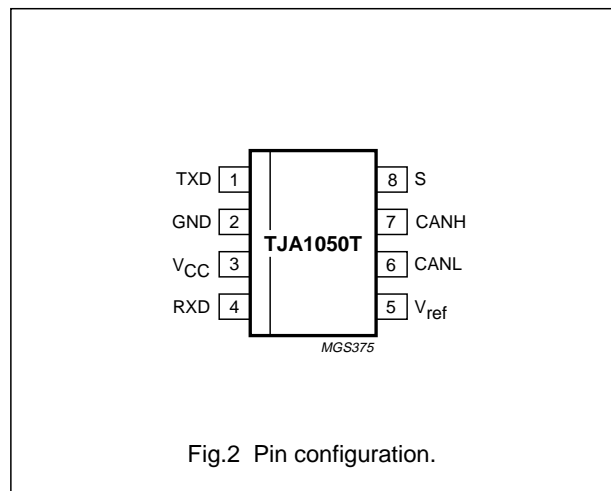 TXD 1 8 S
GND 2 7 CANH
TJA1050T
VCC 3 6 CANL
RXD 4 5 Vref
MGS375
Fig.2 Pin configuration.